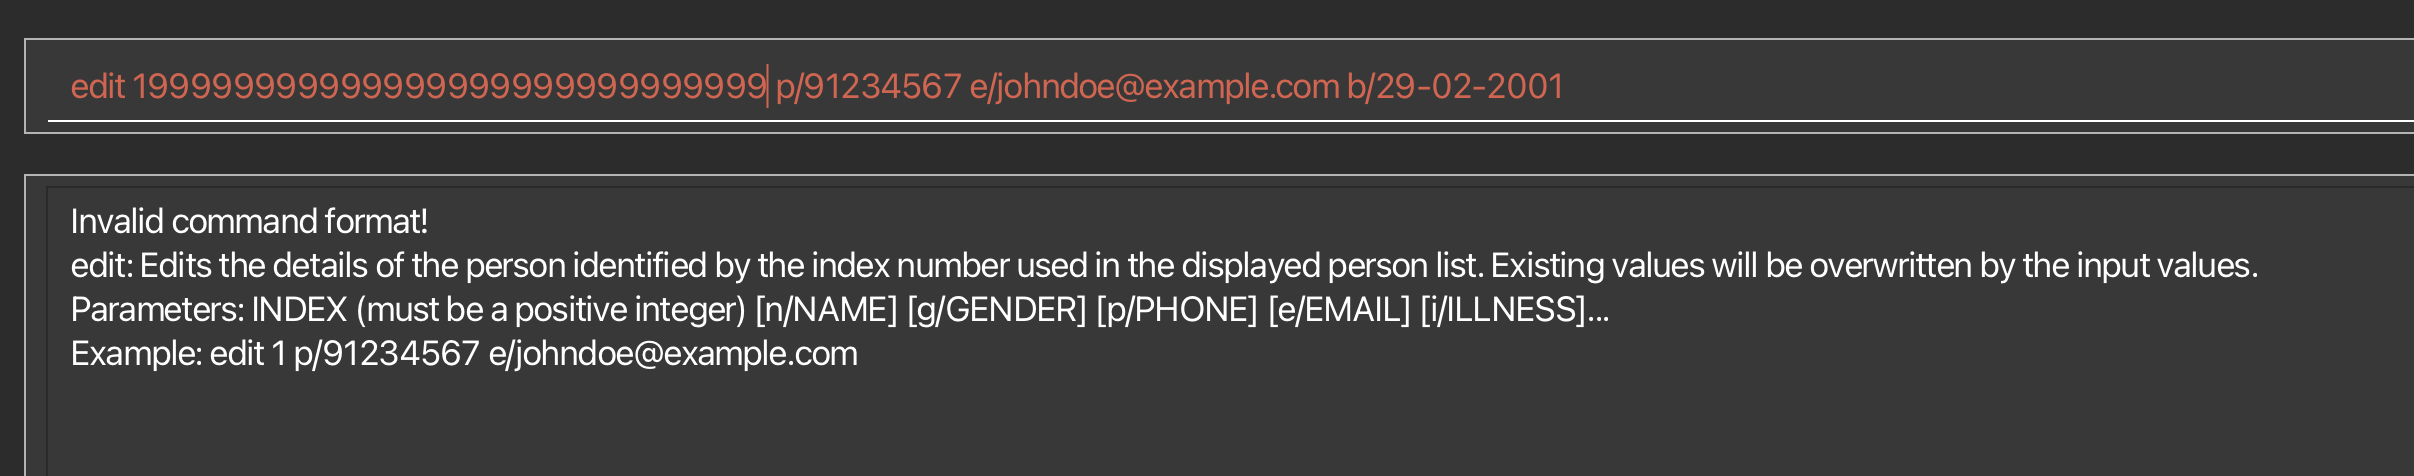 edit 199999999999999999999999999999 p/91234567 e/johndoe@example.com b/29-02-2001
Invalid command format!
edit: Edits the details of the person identified by the index number used in the displayed person list. Existing values will be overwritten by the input values.
Parameters: INDEX (must be a positive integer) [n/NAME] [g/GENDER] [p/PHONE] [e/EMAIL] [i/ILLNESS]...
Example: edit 1 p/91234567 e/johndoe@example.com